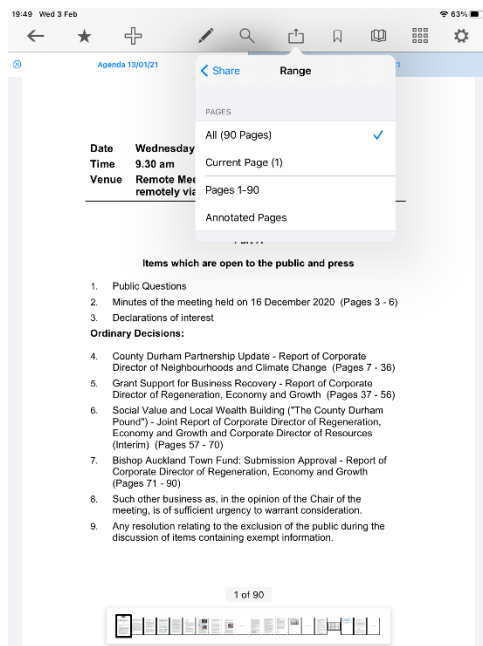 19:49 Wed 3 Feb 63%
Agenda 13/01/21
Share Range
PAGES
All (90 Pages)
Current Page (1)
Pages 1-90
Annotated Pages
Date Wednesday
Time 9.30 am
Venue Remote Mee
remotely via
Items which are open to the public and press
1. Public Questions
2. Minutes of the meeting held on 16 December 2020 (Pages 3 - 6)
3. Declarations of interest
Ordinary Decisions:
4. County Durham Partnership Update - Report of Corporate
Director of Neighbourhoods and Climate Change (Pages 7 - 36)
5. Grant Support for Business Recovery - Report of Corporate
Director of Regeneration, Economy and Growth (Pages 37 - 56)
6. Social Value and Local Wealth Building ("The County Durham
Pound") - Joint Report of Corporate Director of Regeneration,
Economy and Growth and Corporate Director of Resources
(Interim) (Pages 57 - 70)
7. Bishop Auckland Town Fund: Submission Approval - Report of
Corporate Director of Regeneration, Economy and Growth
(Pages 71 - 90)
8. Such other business as, in the opinion of the Chair of the
meeting, is of sufficient urgency to warrant consideration.
9. Any resolution relating to the exclusion of the public during the
discussion of items containing exempt information.
1 of 90